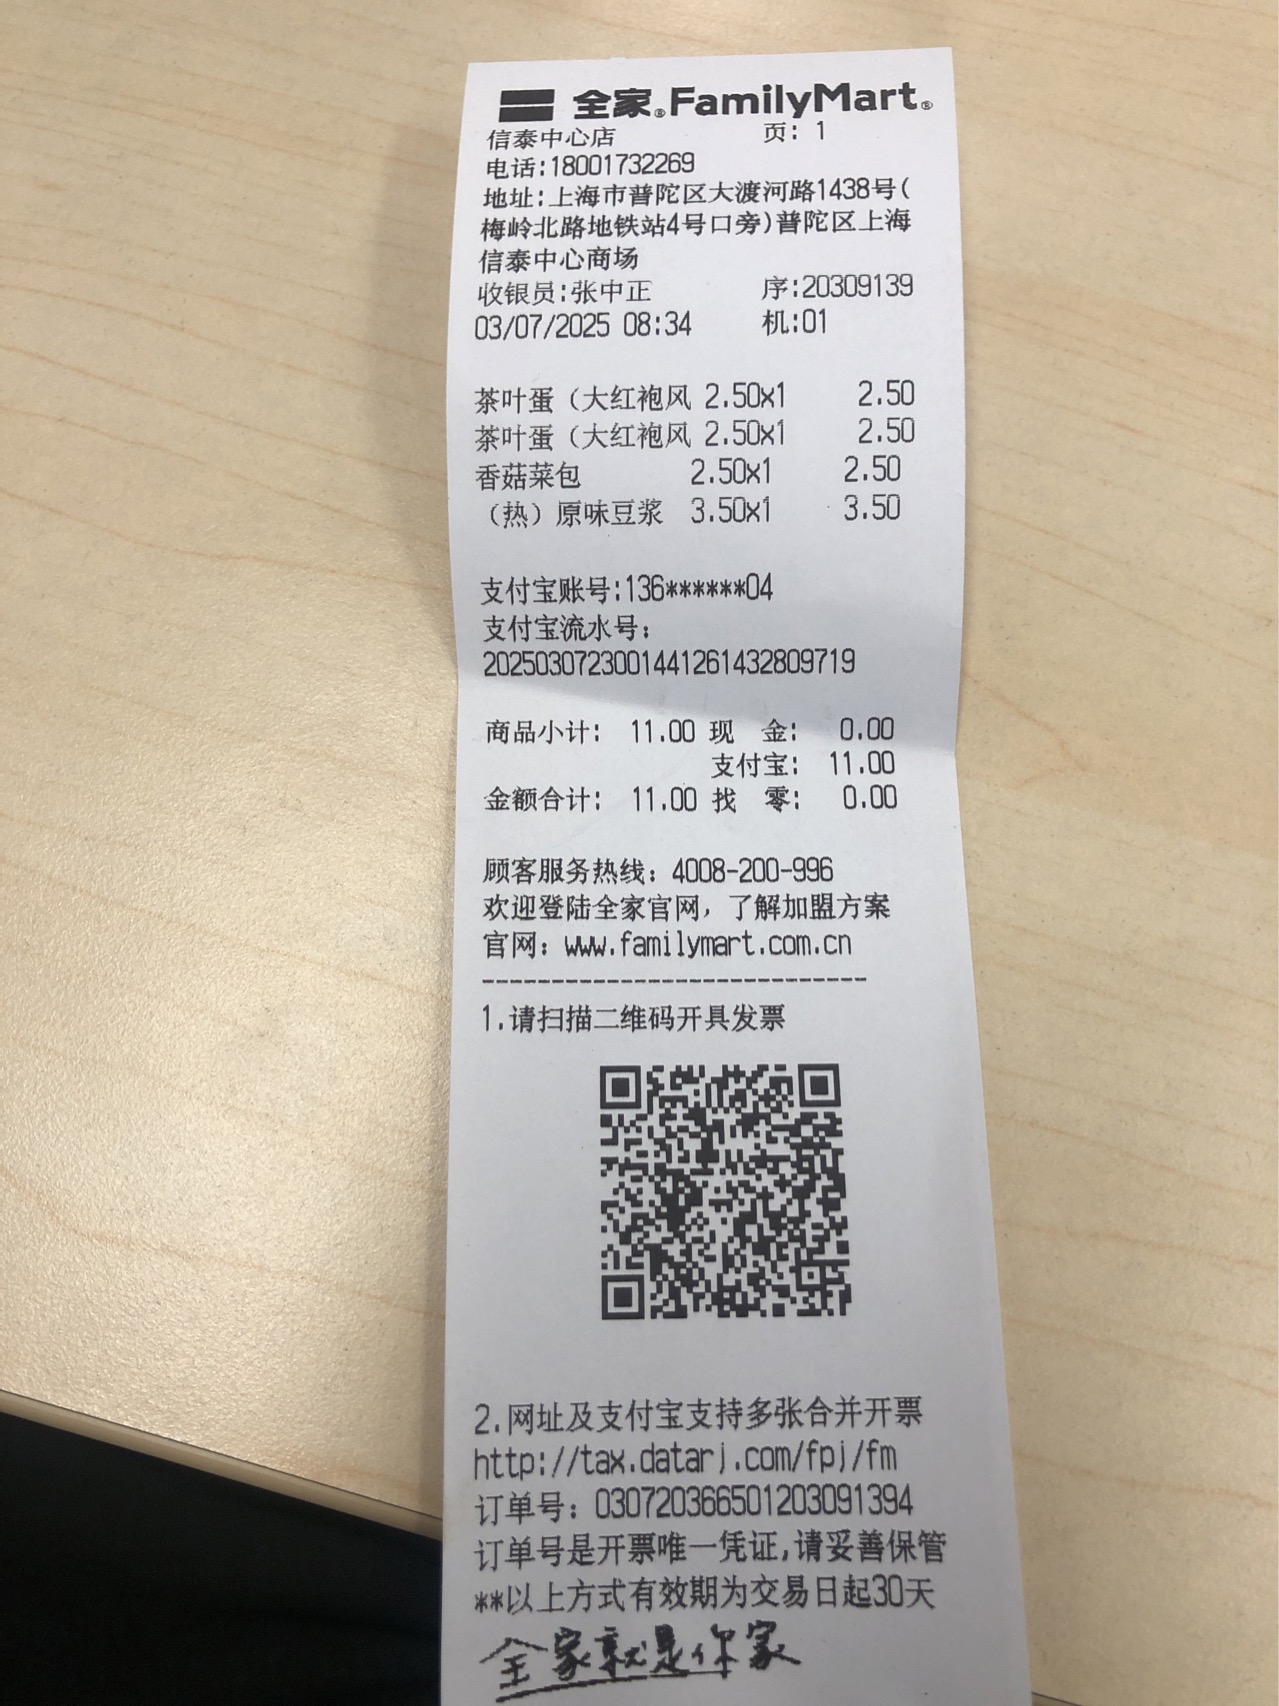 全家® FamilyMart®
信泰中心店 页: 1
电话:18001732269
地址:上海市普陀区大渡河路1438号(
梅岭北路地铁站4号口旁)普陀区上海
信泰中心商场
收银员:张中正 序:20309139
03/07/2025 08:34 机:01
茶叶蛋（大红袍风 2.50x1 2.50
茶叶蛋（大红袍风 2.50x1 2.50
香菇菜包 2.50x1 2.50
（热）原味豆浆 3.50x1 3.50
支付宝账号:136******04
支付宝流水号:
2025030723001441261432809719
商品小计: 11.00 现 金: 0.00
支付宝: 11.00
金额合计: 11.00 找 零: 0.00
顾客服务热线: 4008-200-996
欢迎登陆全家官网，了解加盟方案
官网: www.familymart.com.cn
--------------------------------
1.请扫描二维码开具发票
2.网址及支付宝支持多张合并开票
http://tax.datarj.com/fpj/fm
订单号: 0307203665012030913​94
订单号是开票唯一凭证,请妥善保管
**以上方式有效期为交易日起30天
全家就是你家